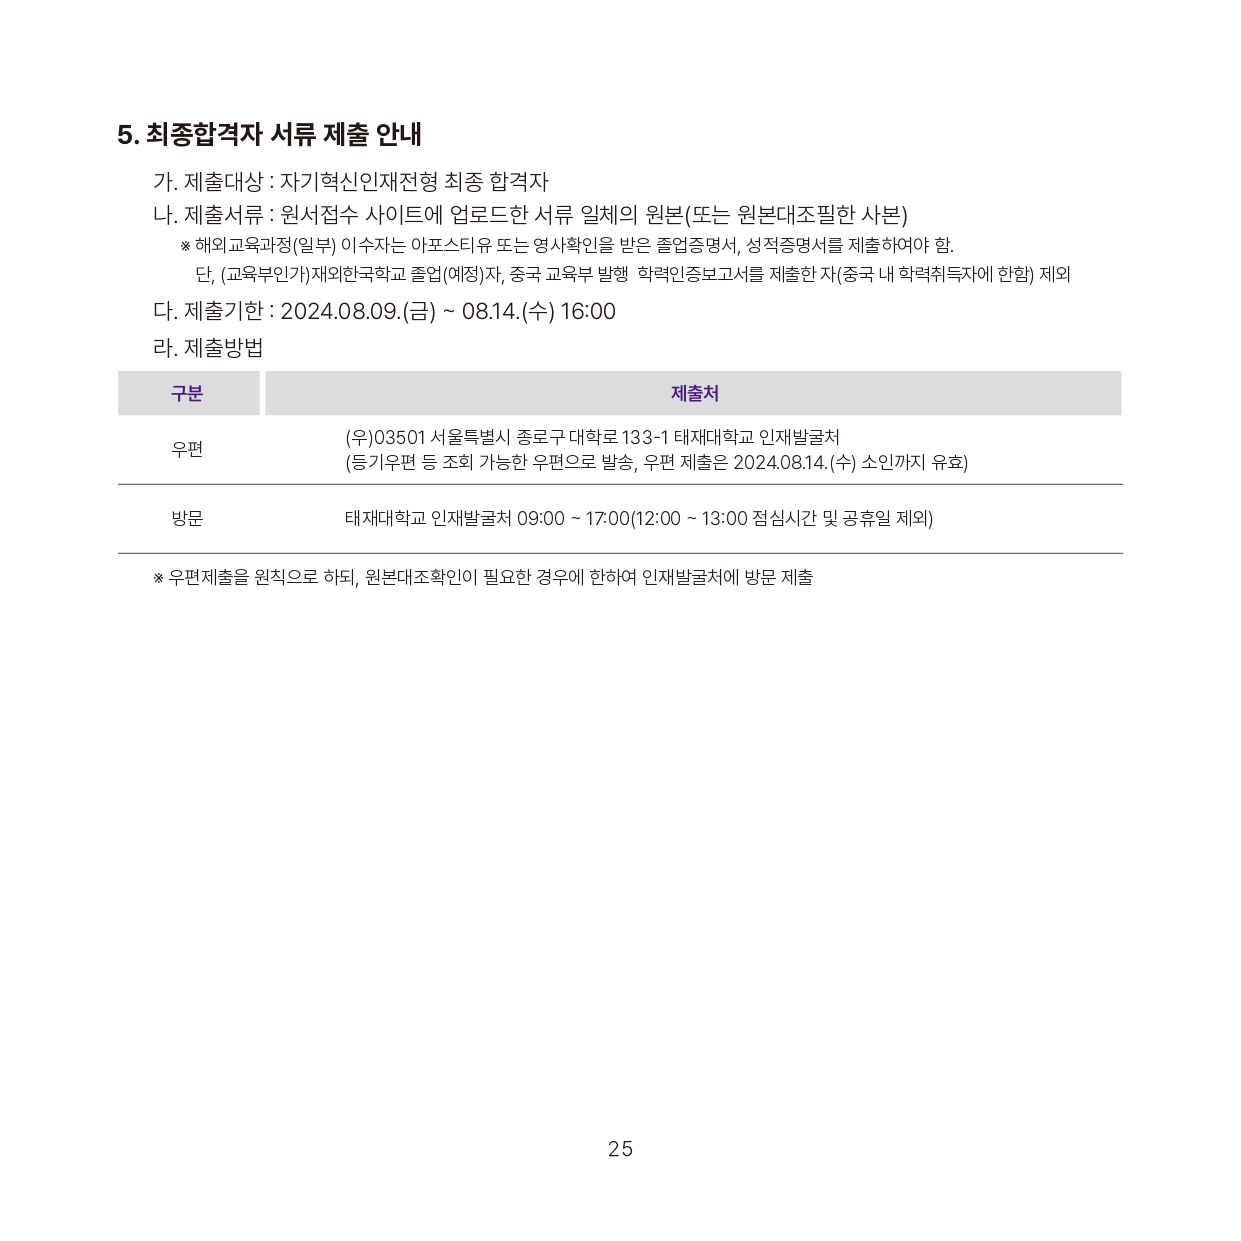 5. 최종합격자 서류 제출 안내
가. 제출대상 : 자기혁신인재전형 최종 합격자
나. 제출서류 : 원서접수 사이트에 업로드한 서류 일체의 원본(또는 원본대조필한 사본)
※ 해외교육과정(일부) 이수자는 아포스티유 또는 영사확인을 받은 졸업증명서, 성적증명서를 제출하여야 함.
단, (교육부인가)재외한국학교 졸업(예정)자, 중국 교육부 발행 학력인증보고서를 제출한 자(중국 내 학력취득자에 한함) 제외
다. 제출기한 : 2024.08.09.(금) ~ 08.14.(수) 16:00
라. 제출방법
구분 제출처
우편 (우)03501 서울특별시 종로구 대학로 133-1 태재대학교 인재발굴처
(등기우편 등 조회 가능한 우편으로 발송, 우편 제출은 2024.08.14.(수) 소인까지 유효)
방문 태재대학교 인재발굴처 09:00 ~ 17:00(12:00 ~ 13:00 점심시간 및 공휴일 제외)
※ 우편제출을 원칙으로 하되, 원본대조확인이 필요한 경우에 한하여 인재발굴처에 방문 제출
25